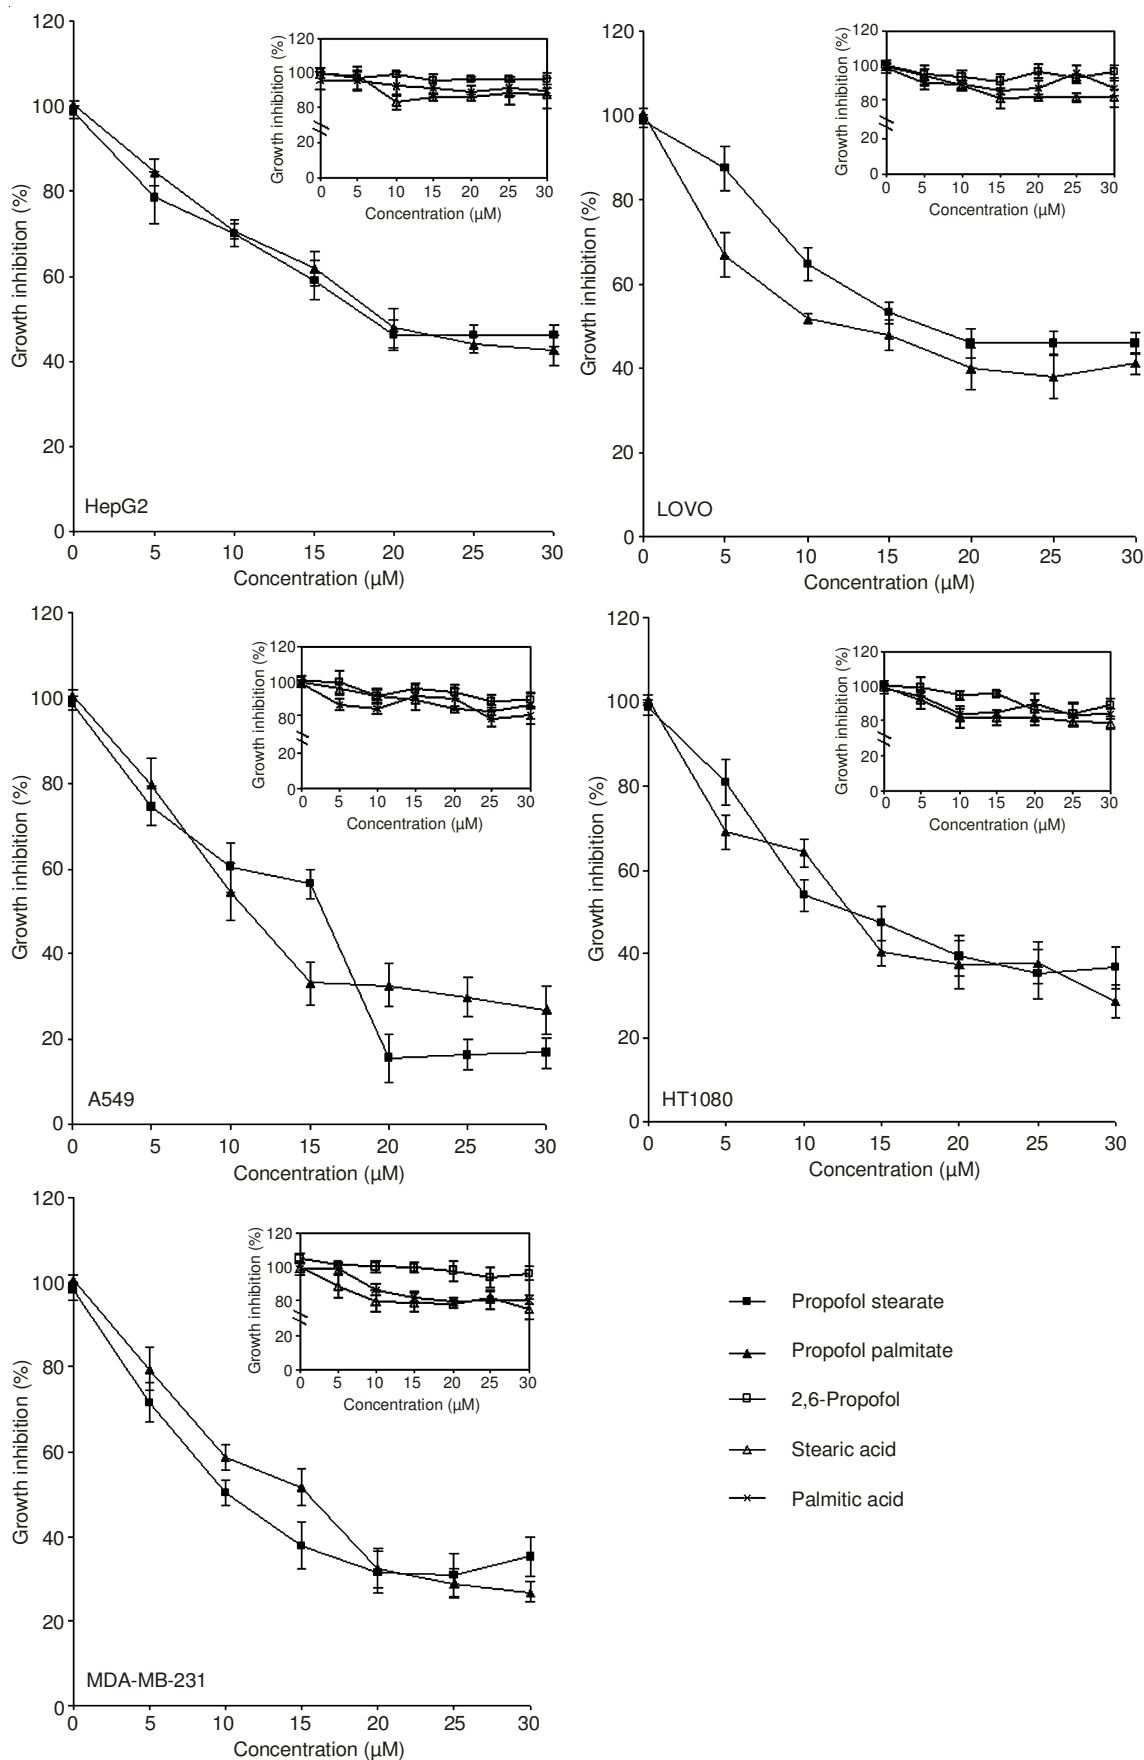 120
100
80
60
40
20
0
Growth inhibition (%)
0 5 10 15 20 25 30
Concentration (µM)
HepG2
120
100
80
20
0
Growth inhibition (%)
0 5 10 15 20 25 30
Concentration (µM)
120
100
80
60
40
20
0
Growth inhibition (%)
0 5 10 15 20 25 30
Concentration (µM)
LOVO
120
100
80
20
0
Growth inhibition (%)
0 5 10 15 20 25 30
Concentration (µM)
120
100
80
60
40
20
0
Growth inhibition (%)
0 5 10 15 20 25 30
Concentration (µM)
A549
120
100
80
20
0
Growth inhibition (%)
0 5 10 15 20 25 30
Concentration (µM)
120
100
80
60
40
20
0
Growth inhibition (%)
0 5 10 15 20 25 30
Concentration (µM)
HT1080
120
100
80
20
0
Growth inhibition (%)
0 5 10 15 20 25 30
Concentration (µM)
120
100
80
60
40
20
0
Growth inhibition (%)
0 5 10 15 20 25 30
Concentration (µM)
MDA-MB-231
120
100
80
20
0
Growth inhibition (%)
0 5 10 15 20 25 30
Concentration (µM)
Propofol stearate
Propofol palmitate
2,6-Propofol
Stearic acid
Palmitic acid